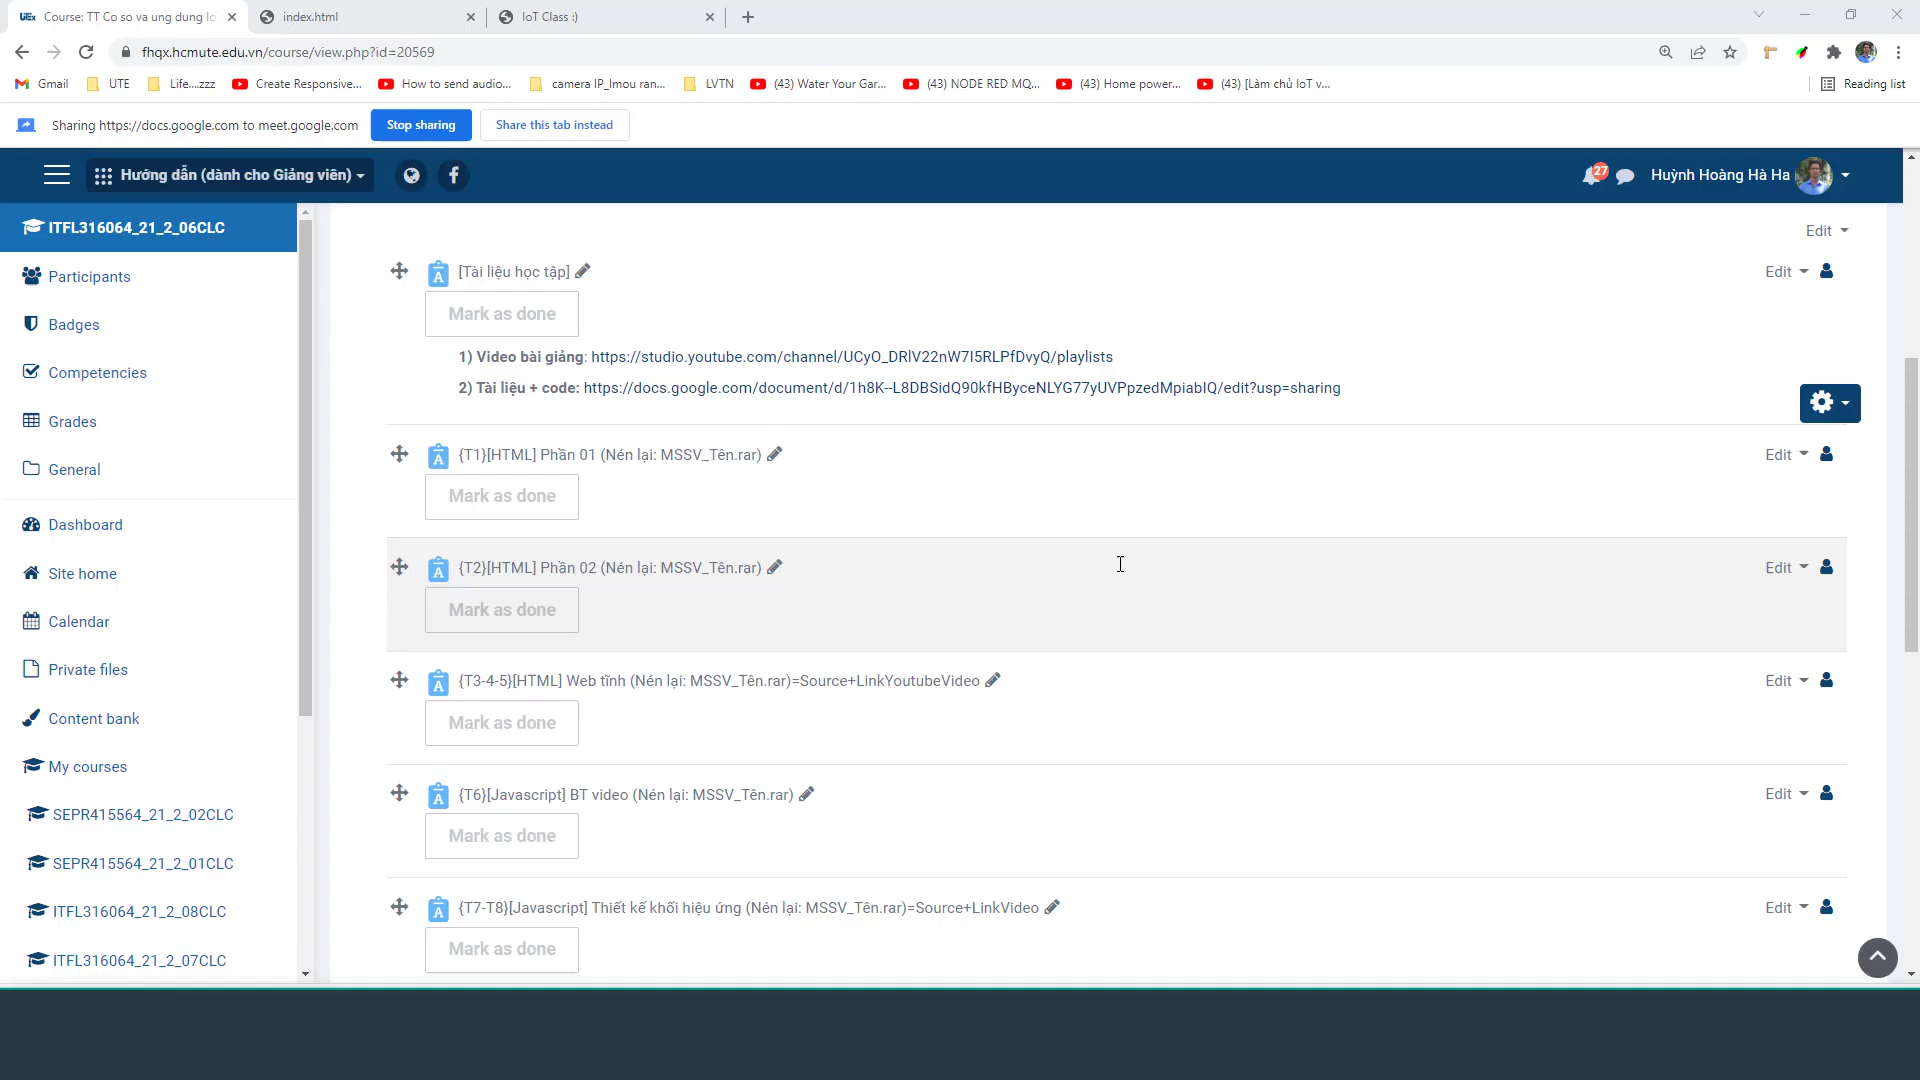 Course: TT Co so va ung dung Io
index.html
IoT Class :)
fhqx.hcmute.edu.vn/course/view.php?id=20569
Gmail
UTE
Life....zzz
Create Responsive...
How to send audio...
camera IP_Imou ran...
LVTN
(43) Water Your Gar...
(43) NODE RED MQ...
(43) Home power...
(43) [Làm chủ IoT v...
Reading list
Sharing https://docs.google.com to meet.google.com
Stop sharing
Share this tab instead
Hướng dẫn (dành cho Giảng viên)
27
Huỳnh Hoàng Hà Ha
ITFL316064_21_2_06CLC
Participants
Badges
Competencies
Grades
General
Dashboard
Site home
Calendar
Private files
Content bank
My courses
SEPR415564_21_2_02CLC
SEPR415564_21_2_01CLC
ITFL316064_21_2_08CLC
ITFL316064_21_2_07CLC
Edit
[Tài liệu học tập]
Edit
Mark as done
1) Video bài giảng: https://studio.youtube.com/channel/UCyO_DRlV22nW7I5RLPfDvyQ/playlists
2) Tài liệu + code: https://docs.google.com/document/d/1h8K--L8DBSidQ90kfHByceNLYG77yUVPpzedMpiabIQ/edit?usp=sharing
{T1}[HTML] Phần 01 (Nén lại: MSSV_Tên.rar)
Edit
Mark as done
{T2}[HTML] Phần 02 (Nén lại: MSSV_Tên.rar)
Edit
Mark as done
{T3-4-5}[HTML] Web tĩnh (Nén lại: MSSV_Tên.rar)=Source+LinkYoutubeVideo
Edit
Mark as done
{T6}[Javascript] BT video (Nén lại: MSSV_Tên.rar)
Edit
Mark as done
{T7-T8}[Javascript] Thiết kế khối hiệu ứng (Nén lại: MSSV_Tên.rar)=Source+LinkVideo
Edit
Mark as done